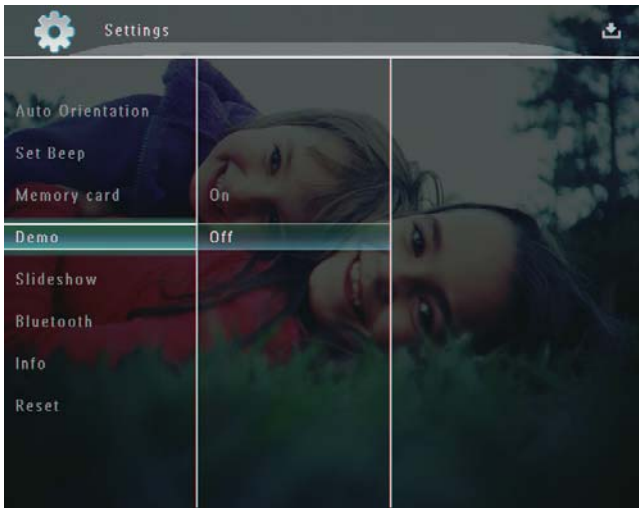 Settings
Auto Orientation
Set Beep
Memory card
Demo
Slideshow
Bluetooth
Info
Reset
On
Off